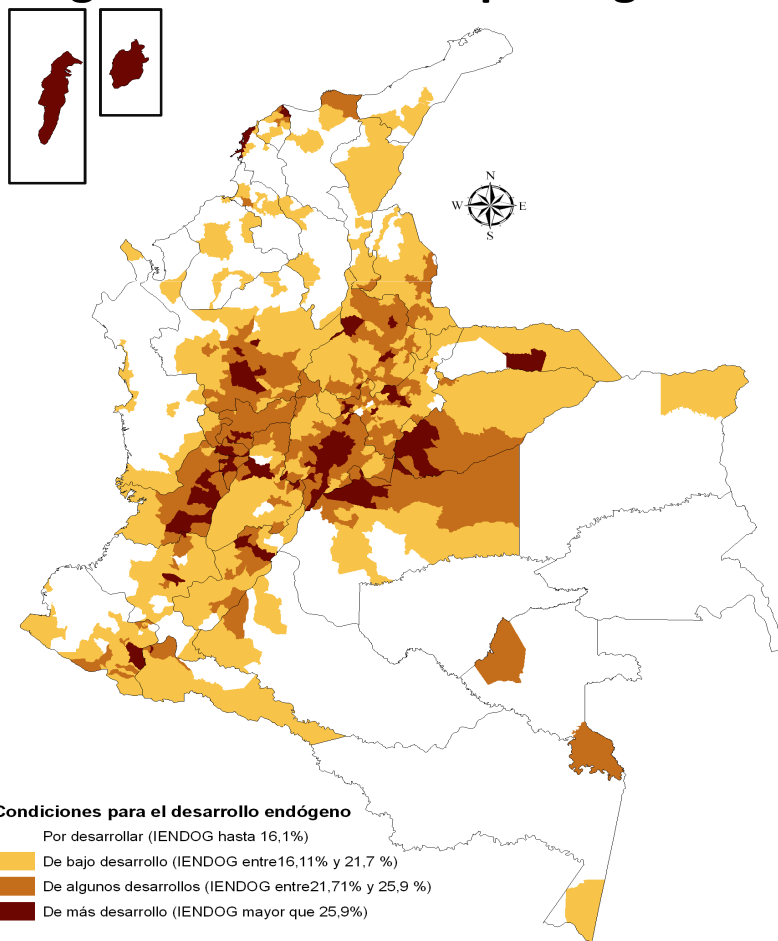 N
W E
S
Condiciones para el desarrollo endógeno
Por desarrollar (IENDOG hasta 16,1%)
De bajo desarrollo (IENDOG entre16,11% y 21,7 %)
De algunos desarrollos (IENDOG entre21,71% y 25,9 %)
De más desarrollo (IENDOG mayor que 25,9%)